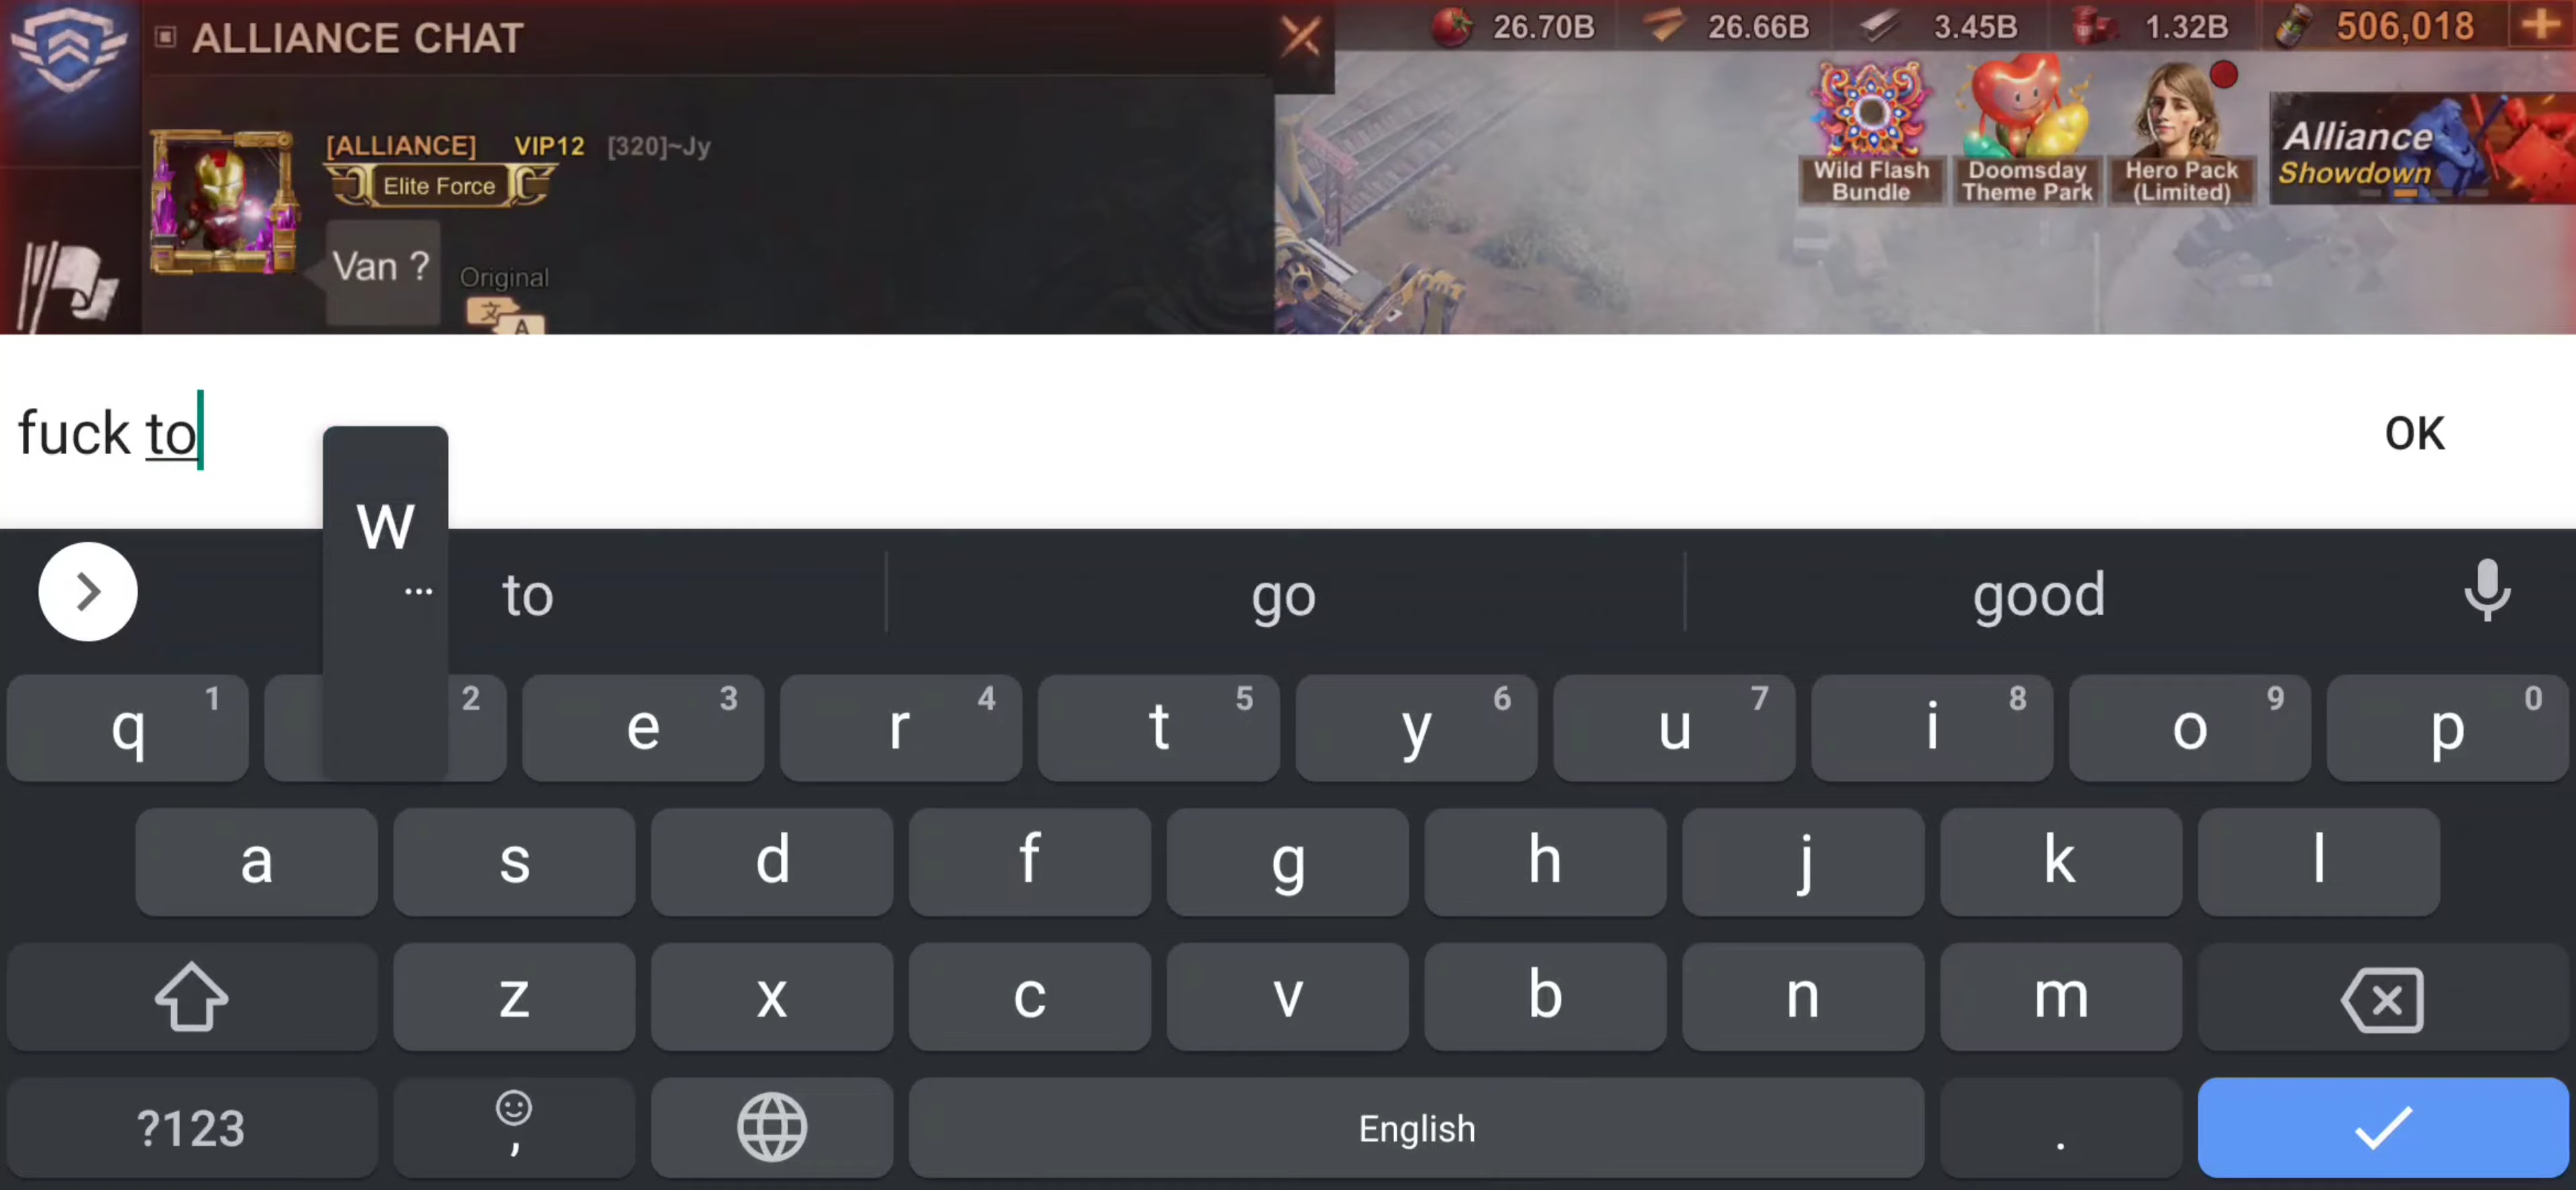 ALLIANCE CHAT
26.70B 26.66B 3.45B 1.32B 506,018
[ALLIANCE] VIP12 [320]~Jy
Elite Force
Van ?
Original
文 A
Wild Flash
Bundle
Doomsday
Theme Park
Hero Pack
(Limited)
Alliance
Showdown
fuck to
OK
w
...
to go good
q 1 2 e 3 r 4 t 5 y 6 u 7 i 8 o 9 p 0
a s d f g h j k l
z x c v b n m
?123 , English .